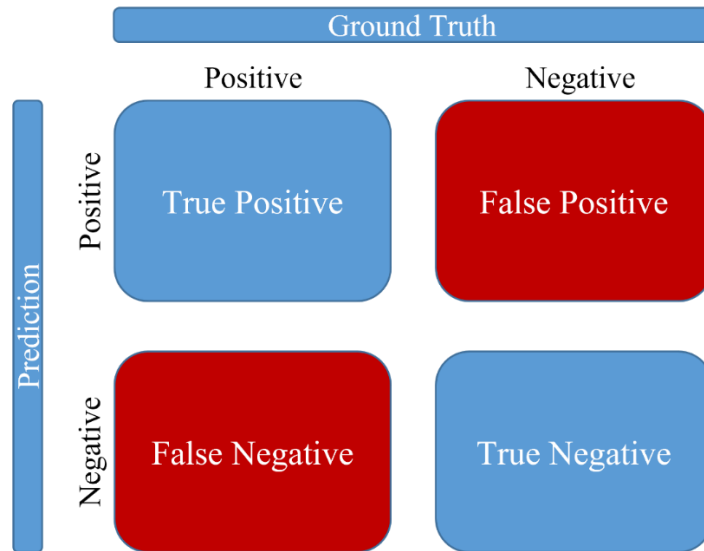 Ground Truth
Positive
Negative
Prediction
Positive
True Positive
False Positive
Negative
False Negative
True Negative